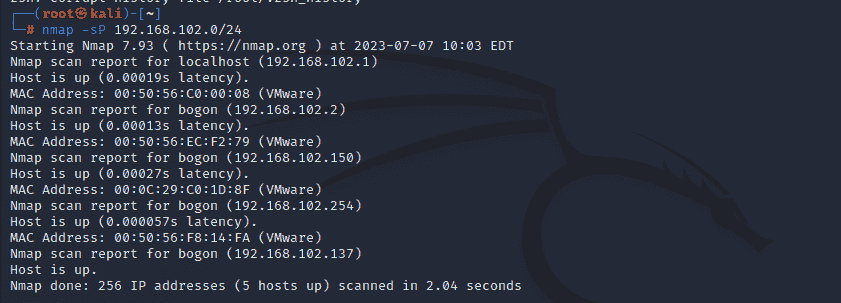 zsh: corrupt history file /root/.zsh_history
┌──(root㉿kali)-[~]
└─# nmap -sP 192.168.102.0/24
Starting Nmap 7.93 ( https://nmap.org ) at 2023-07-07 10:03 EDT
Nmap scan report for localhost (192.168.102.1)
Host is up (0.00019s latency).
MAC Address: 00:50:56:C0:00:08 (VMware)
Nmap scan report for bogon (192.168.102.2)
Host is up (0.00013s latency).
MAC Address: 00:50:56:EC:F2:79 (VMware)
Nmap scan report for bogon (192.168.102.150)
Host is up (0.00027s latency).
MAC Address: 00:0C:29:C0:1D:8F (VMware)
Nmap scan report for bogon (192.168.102.254)
Host is up (0.000057s latency).
MAC Address: 00:50:56:F8:14:FA (VMware)
Nmap scan report for bogon (192.168.102.137)
Host is up.
Nmap done: 256 IP addresses (5 hosts up) scanned in 2.04 seconds